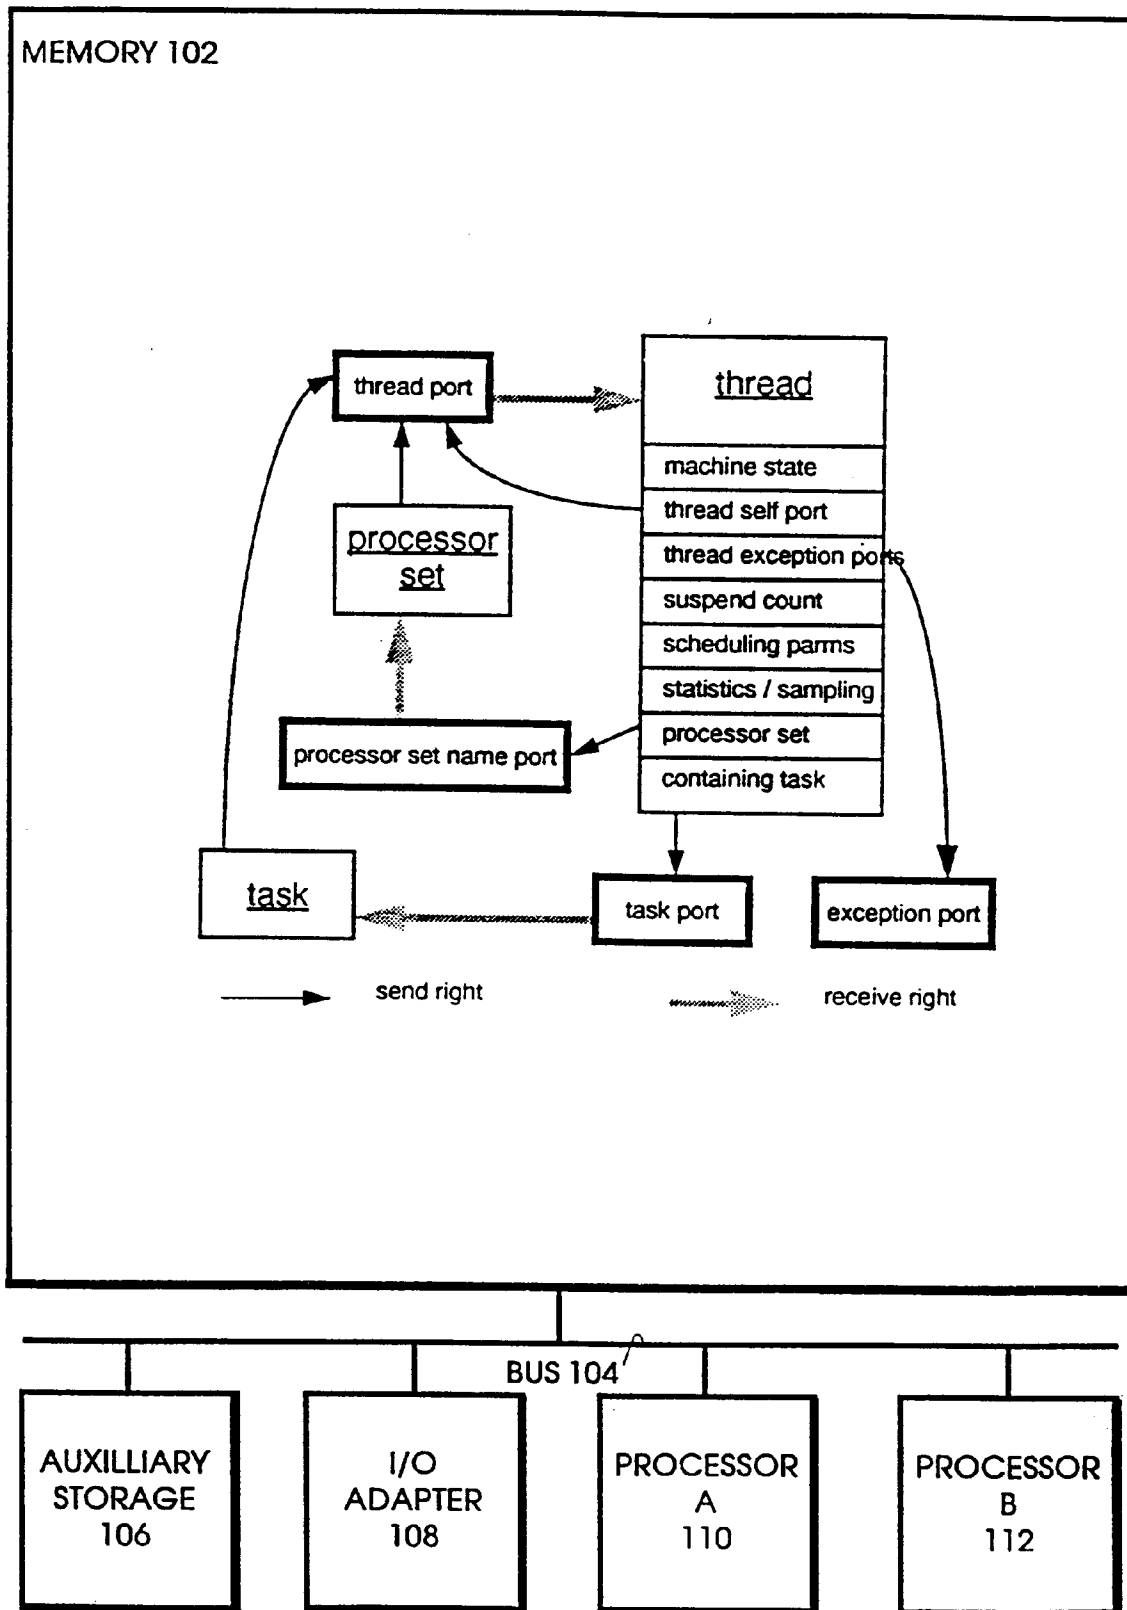 MEMORY 102
thread port
thread
machine state
thread self port
thread exception ports
suspend count
scheduling parms
statistics / sampling
processor set
containing task
processor
set
processor set name port
task
task port
exception port
send right
receive right
BUS 104
AUXILLIARY
STORAGE
106
I/O
ADAPTER
108
PROCESSOR
A
110
PROCESSOR
B
112